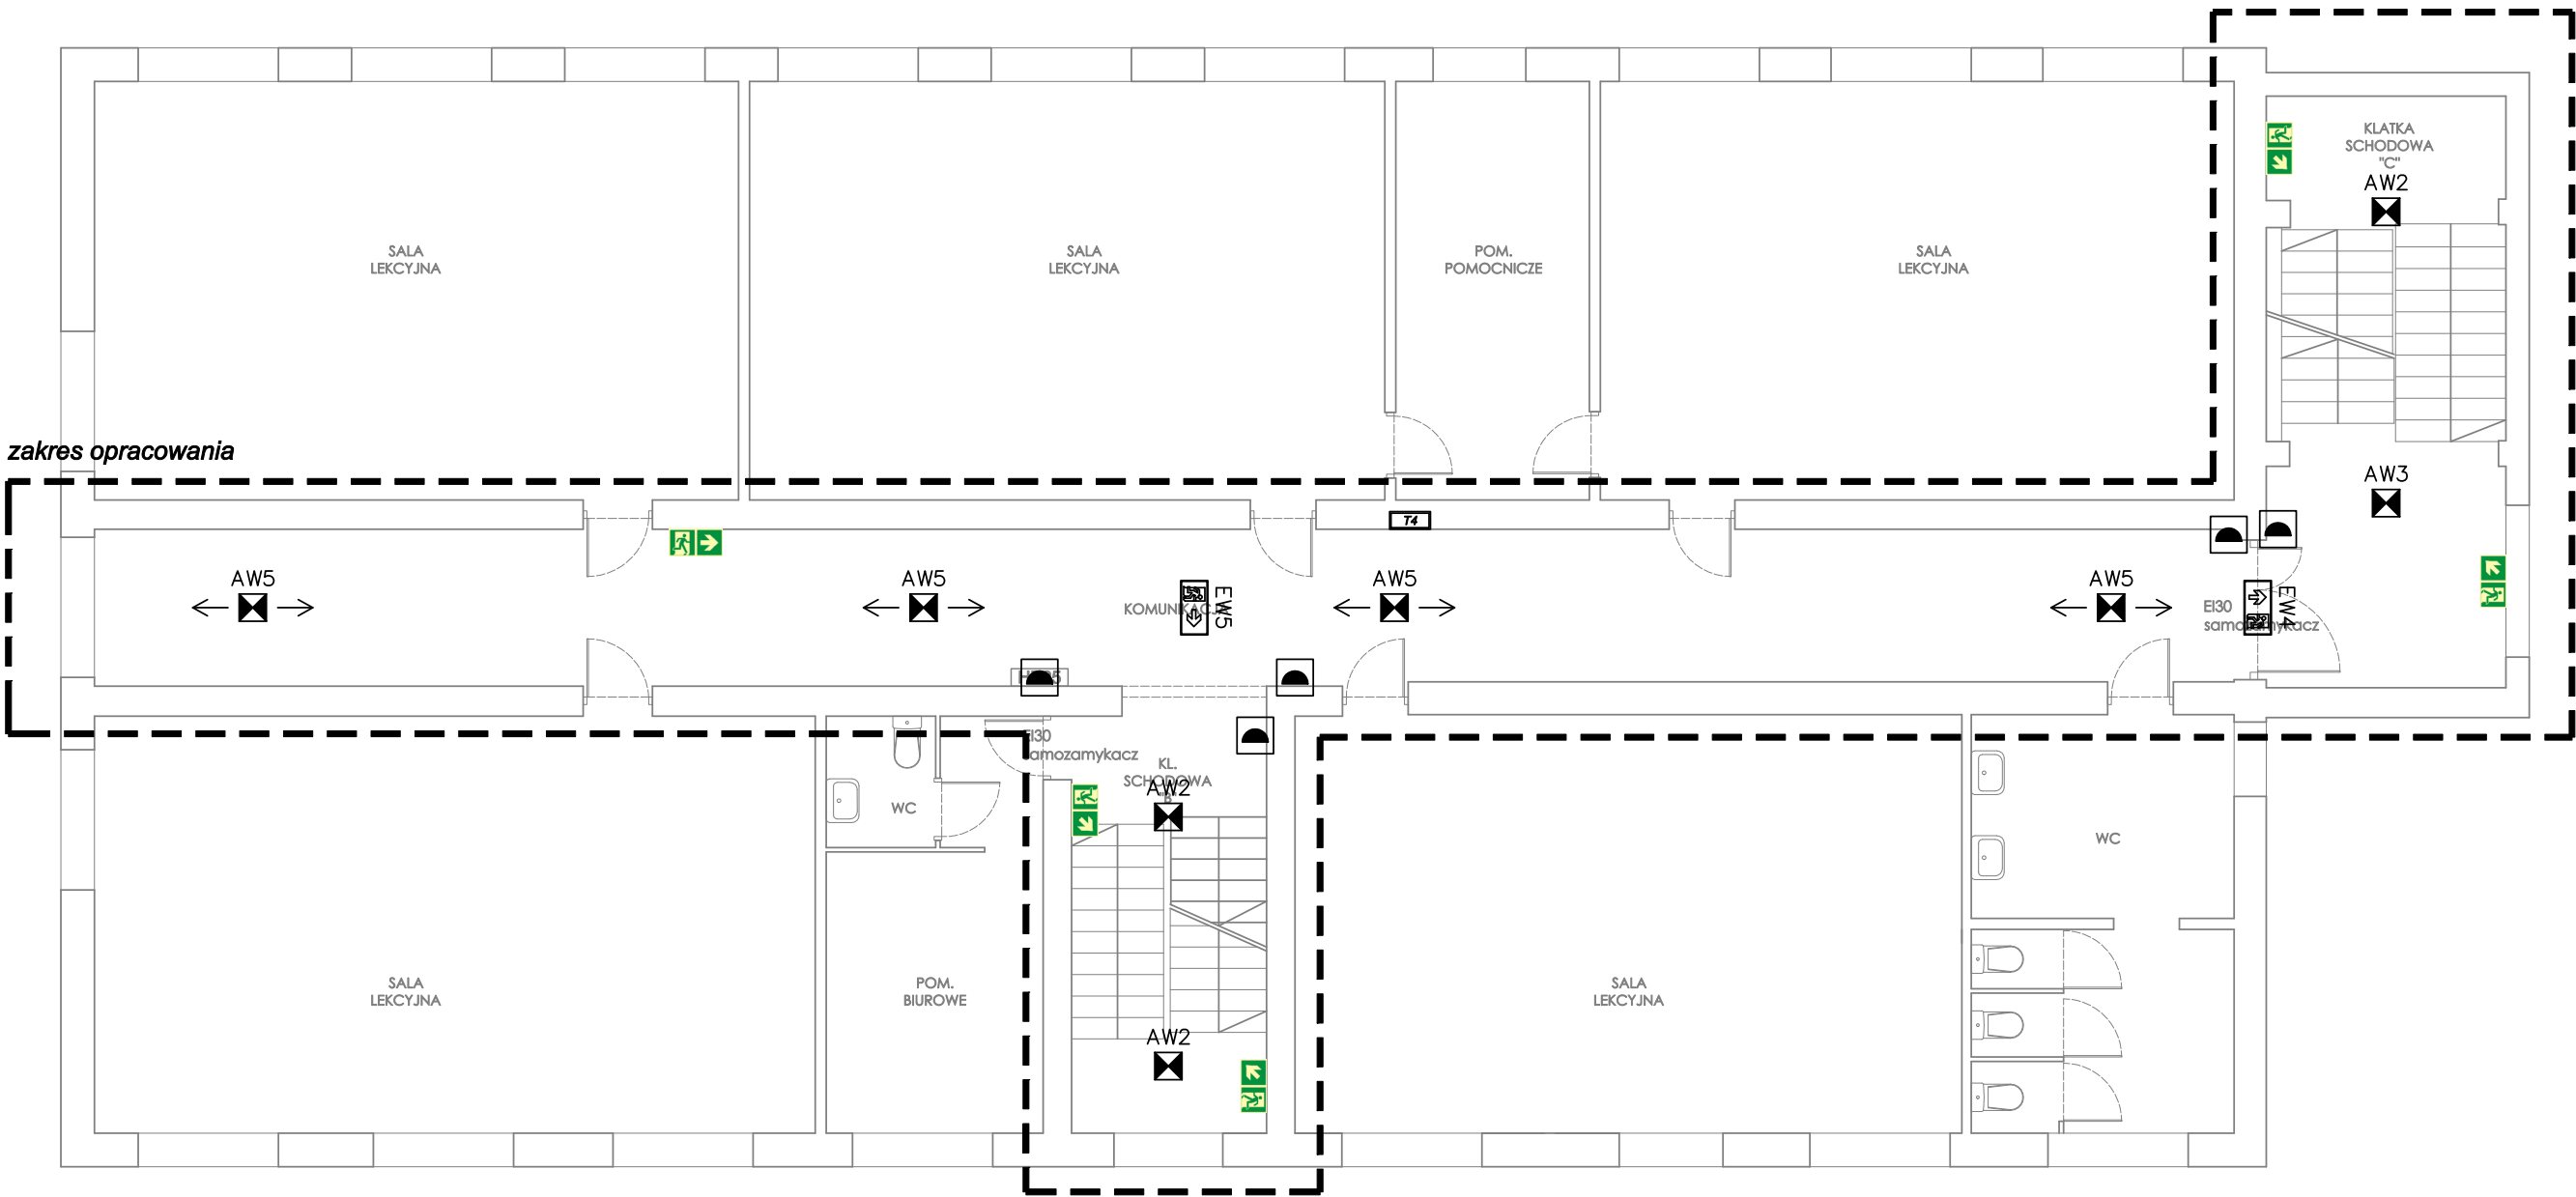 KLATKA
SCHODOWA
"C"
AW2
SALA
LEKCYJNA
SALA
LEKCYJNA
POM.
POMOCNICZE
SALA
LEKCYJNA
zakres opracowania
AW3
T4
AW5
AW5
EW5
AW5
AW5
EW4
KOMUNIKACJA
EI30
samozamykacz
EI30
samozamykacz
KL.
SCHODOWA
"B"
AW2
WC
WC
SALA
LEKCYJNA
POM.
BIUROWE
SALA
LEKCYJNA
AW2